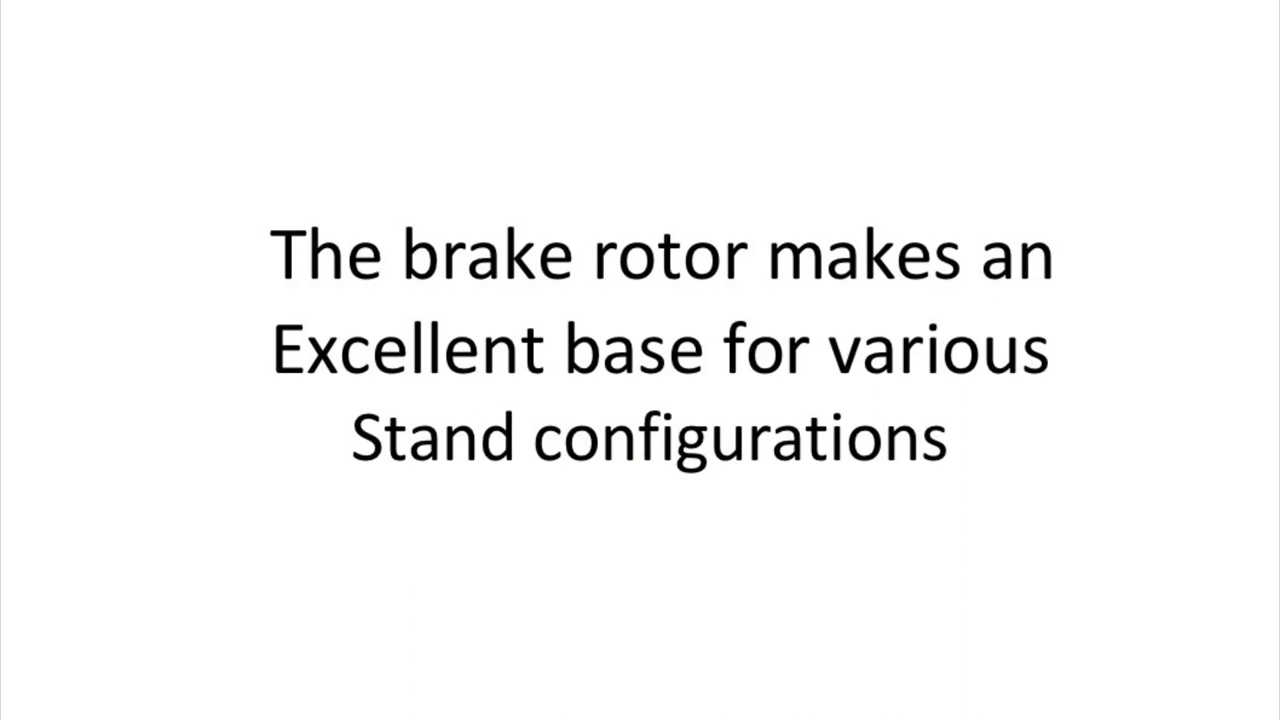 The brake rotor makes an
Excellent base for various
Stand configurations